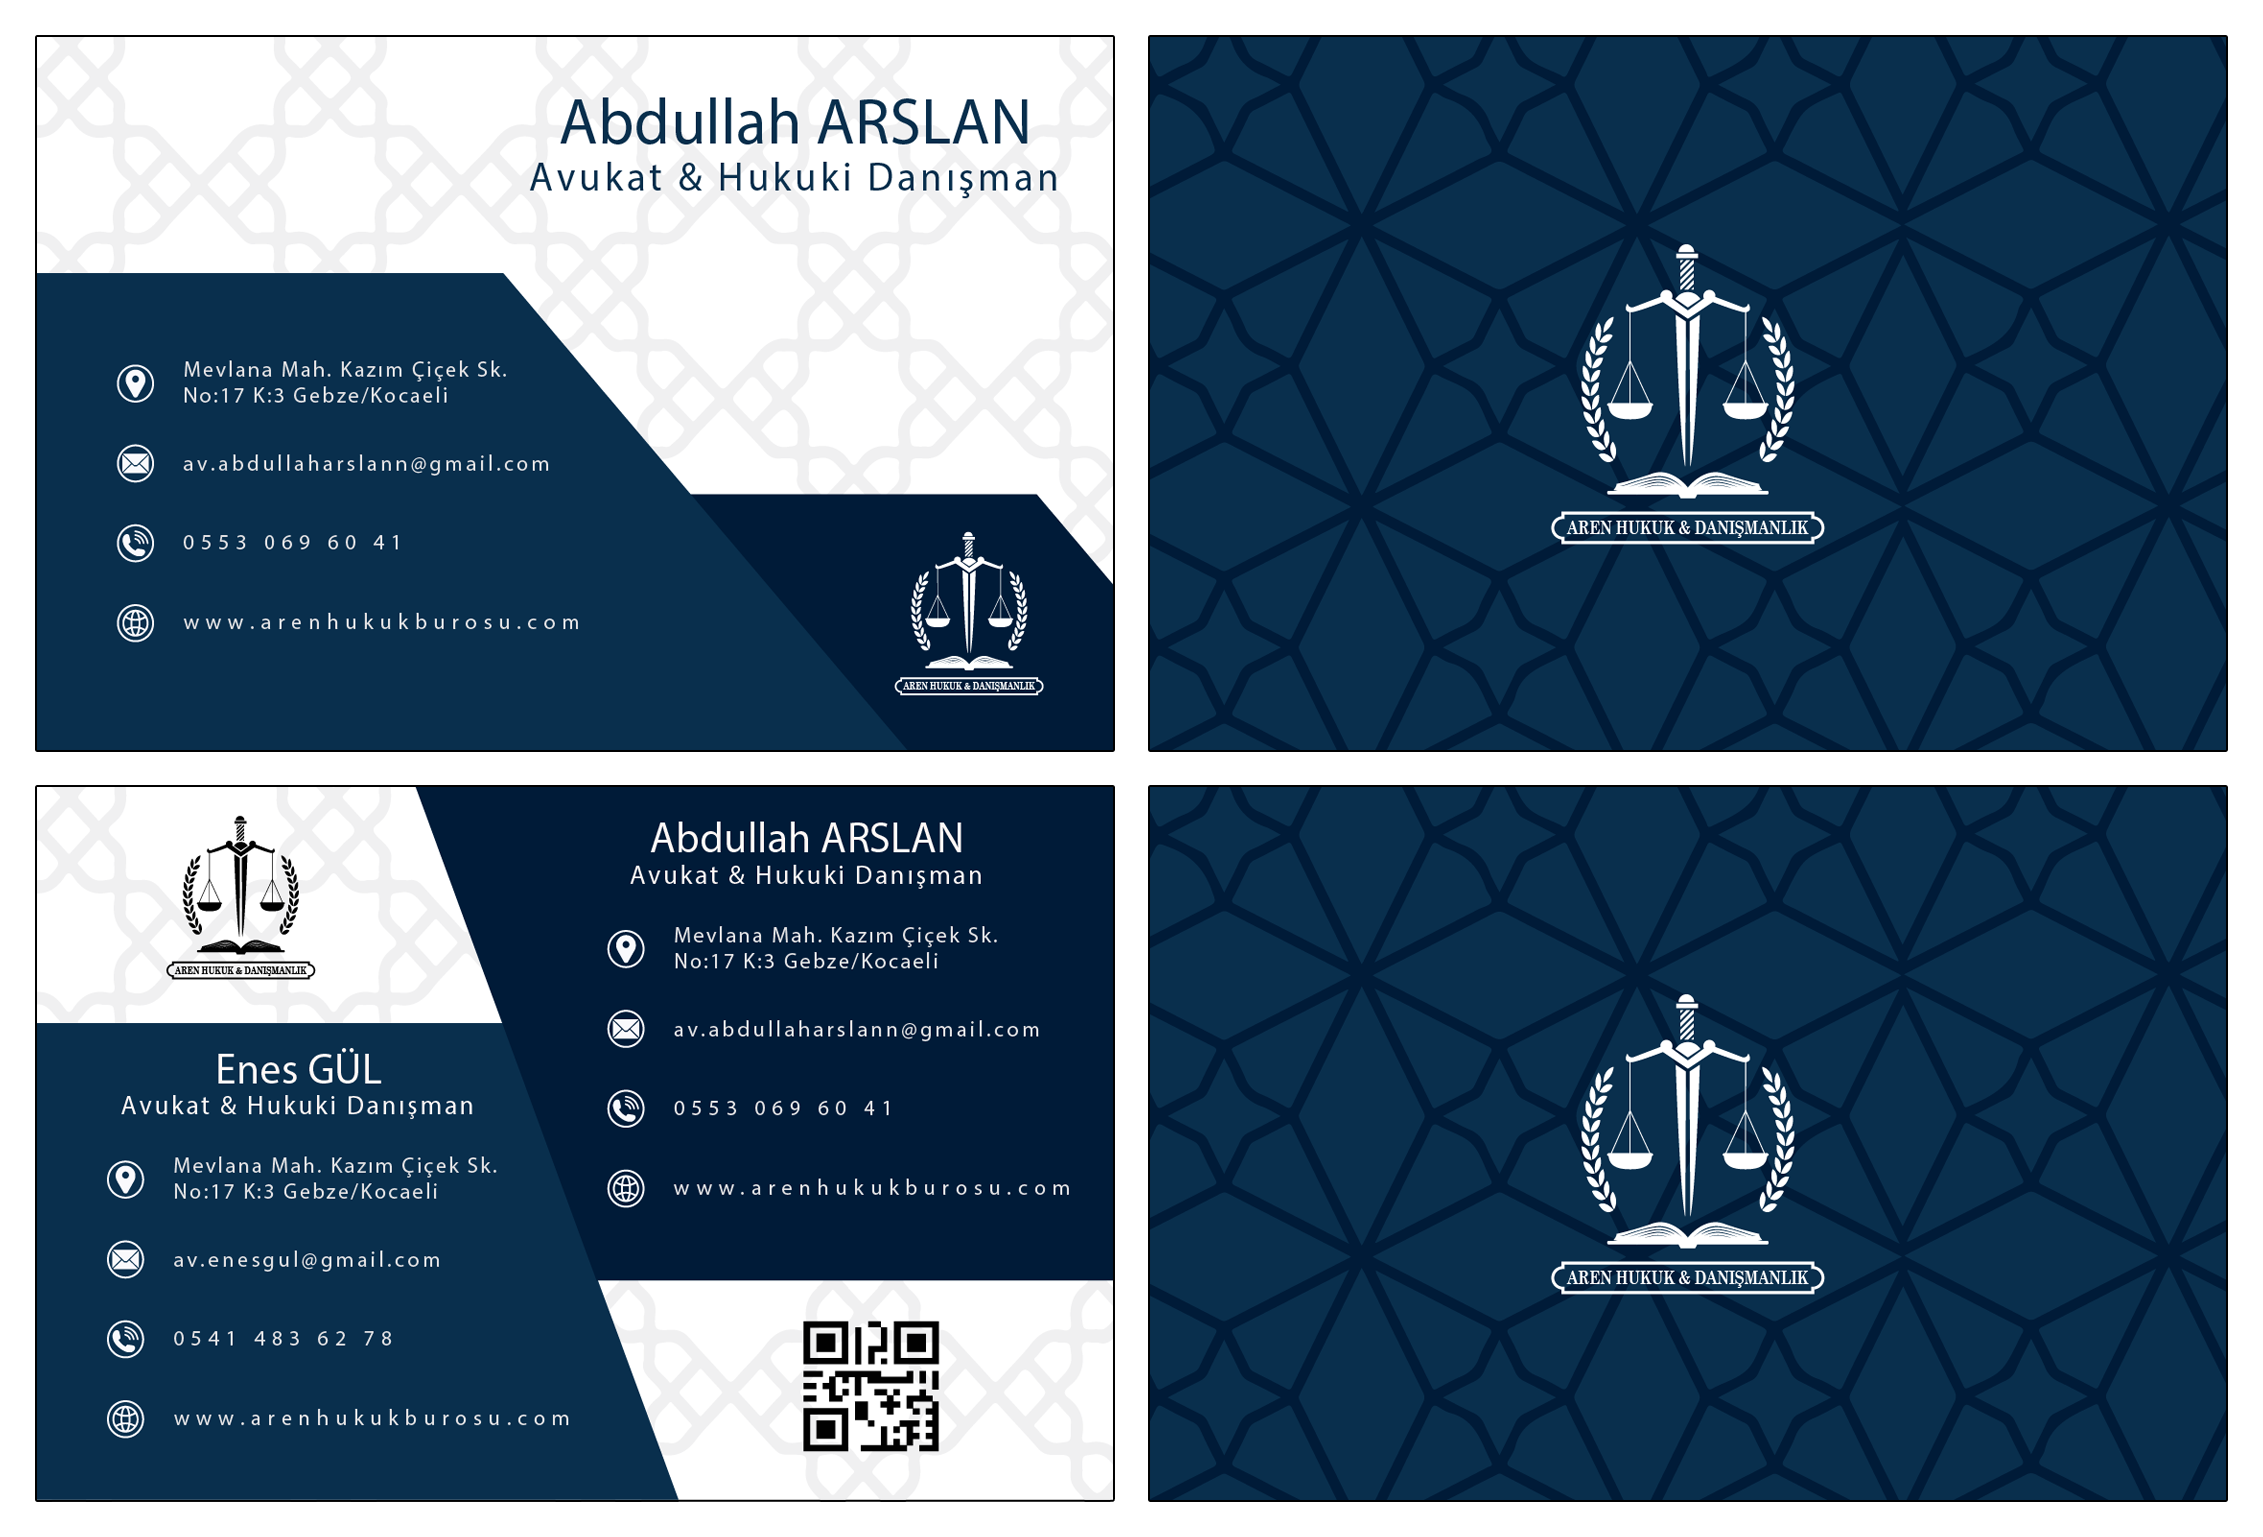 Abdullah ARSLAN
Avukat & Hukuki Danışman
Mevlana Mah. Kazım Çiçek Sk.
No:17 K:3 Gebze/Kocaeli
av.abdullaharslann@gmail.com
0553 069 60 41
www.arenhukukburosu.com
AREN HUKUK & DANIŞMANLIK
AREN HUKUK & DANIŞMANLIK
AREN HUKUK & DANIŞMANLIK
Enes GÜL
Avukat & Hukuki Danışman
Mevlana Mah. Kazım Çiçek Sk.
No:17 K:3 Gebze/Kocaeli
av.enesgul@gmail.com
0541 483 62 78
www.arenhukukburosu.com
Abdullah ARSLAN
Avukat & Hukuki Danışman
Mevlana Mah. Kazım Çiçek Sk.
No:17 K:3 Gebze/Kocaeli
av.abdullaharslann@gmail.com
0553 069 60 41
www.arenhukukburosu.com
AREN HUKUK & DANIŞMANLIK